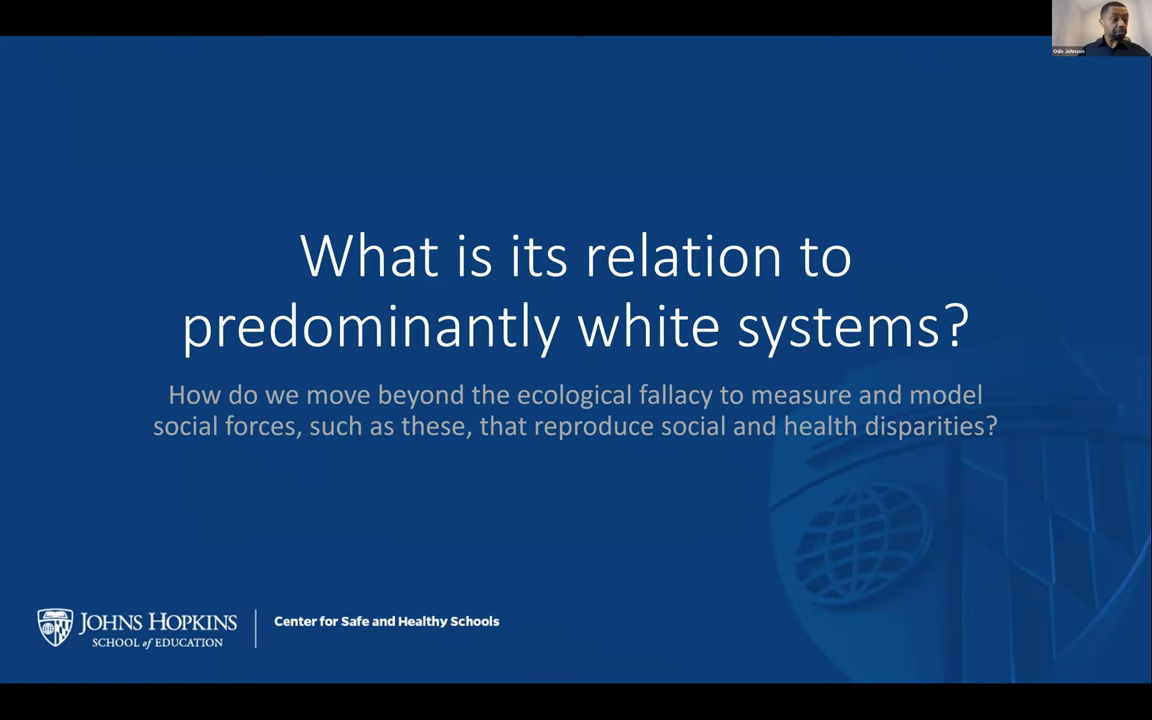 Odis Johnson
What is its relation to
predominantly white systems?
How do we move beyond the ecological fallacy to measure and model
social forces, such as these, that reproduce social and health disparities?
JOHNS HOPKINS
SCHOOL of EDUCATION
Center for Safe and Healthy Schools